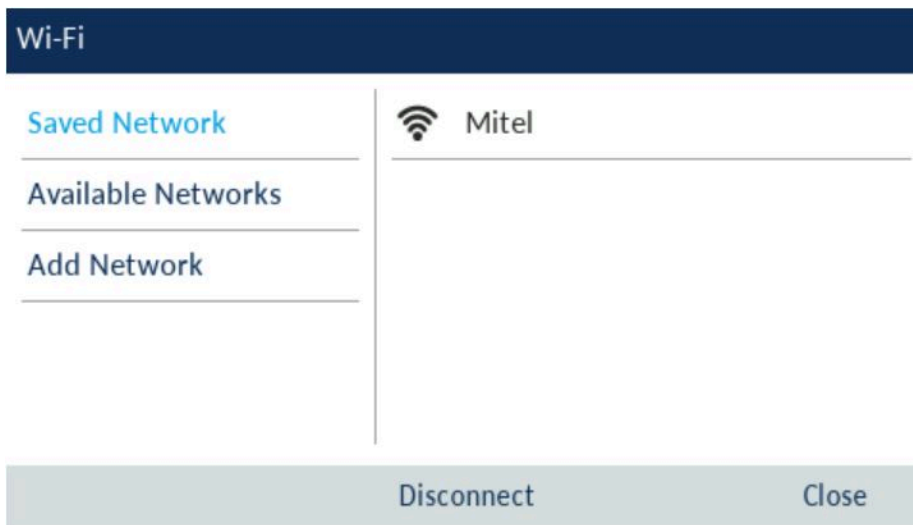 Wi-Fi
Saved Network
Mitel
Available Networks
Add Network
Disconnect
Close